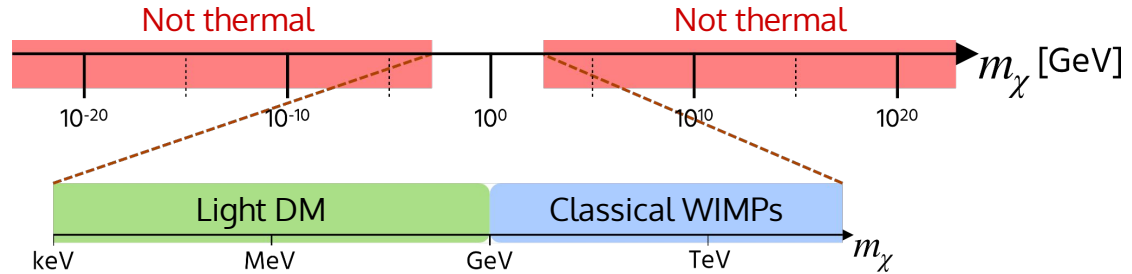 Not thermal Not thermal
mχ [GeV]
10⁻²⁰ 10⁻¹⁰ 10⁰ 10¹⁰ 10²⁰
Light DM Classical WIMPs
keV MeV GeV TeV mχ